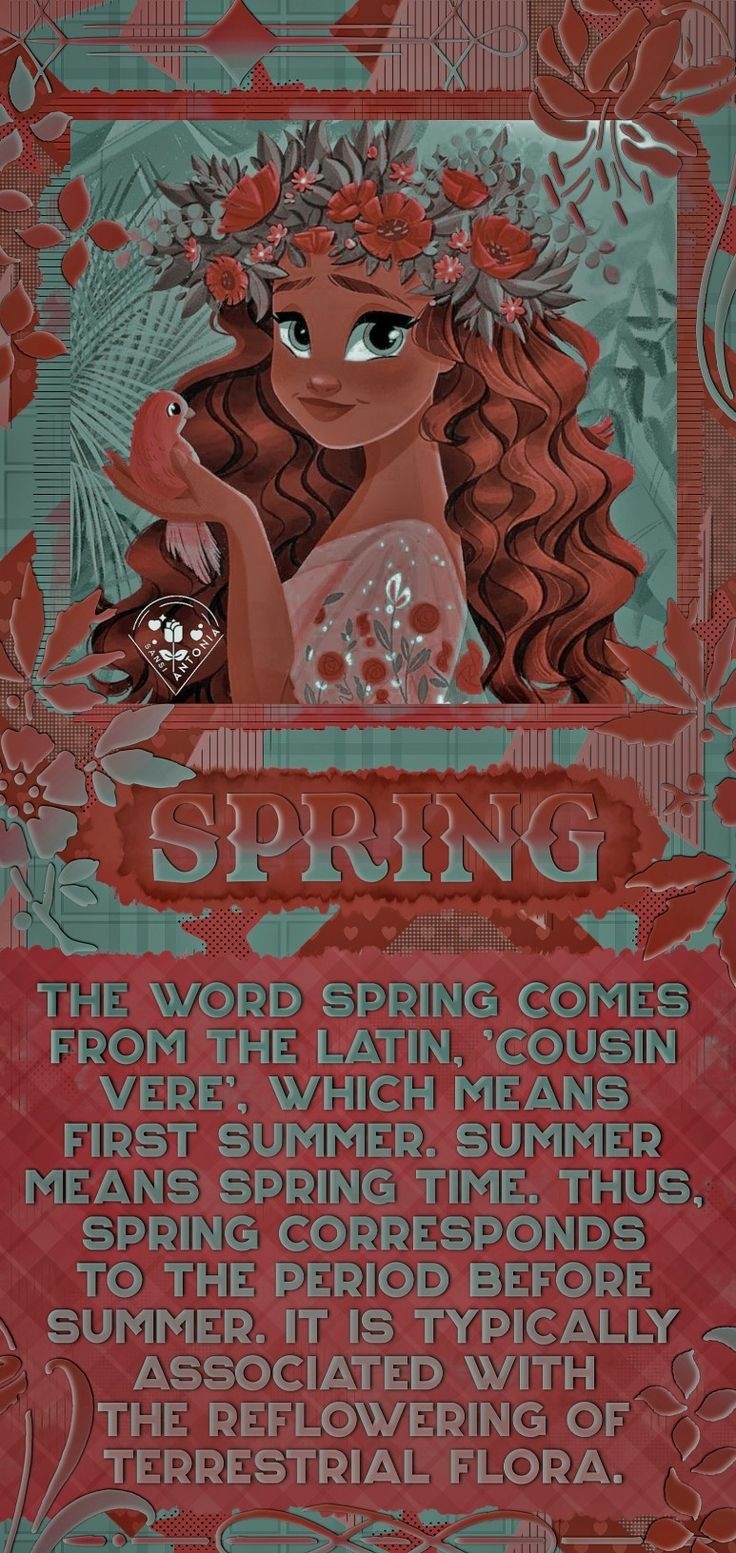 SANSI
ANTONIA
SPRING
THE WORD SPRING COMES
FROM THE LATIN, 'COUSIN
VERE', WHICH MEANS
FIRST SUMMER. SUMMER
MEANS SPRING TIME. THUS,
SPRING CORRESPONDS
TO THE PERIOD BEFORE
SUMMER. IT IS TYPICALLY
ASSOCIATED WITH
THE REFLOWERING OF
TERRESTRIAL FLORA.